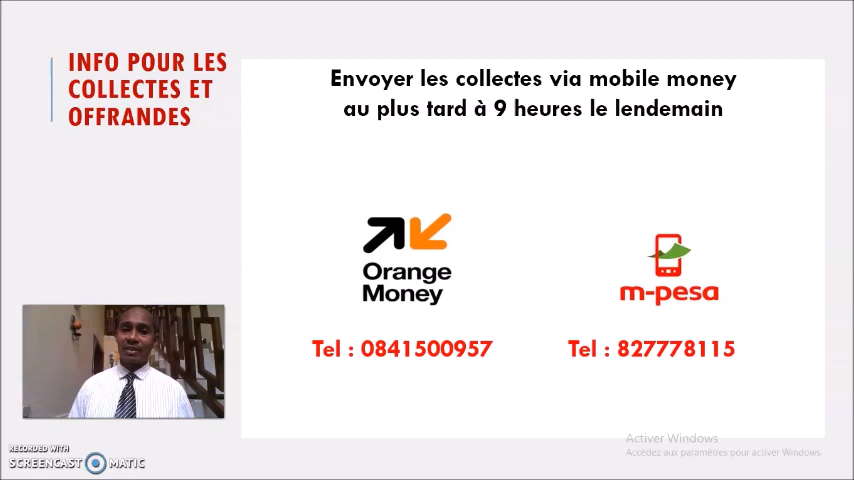 INFO POUR LES
COLLECTES ET
OFFRANDES
Envoyer les collectes via mobile money
au plus tard à 9 heures le lendemain
Orange
Money
m-pesa
Tel : 0841500957
Tel : 827778115
RECORDED WITH
SCREENCAST MATIC
Activer Windows
Accédez aux paramètres pour activer Windows.